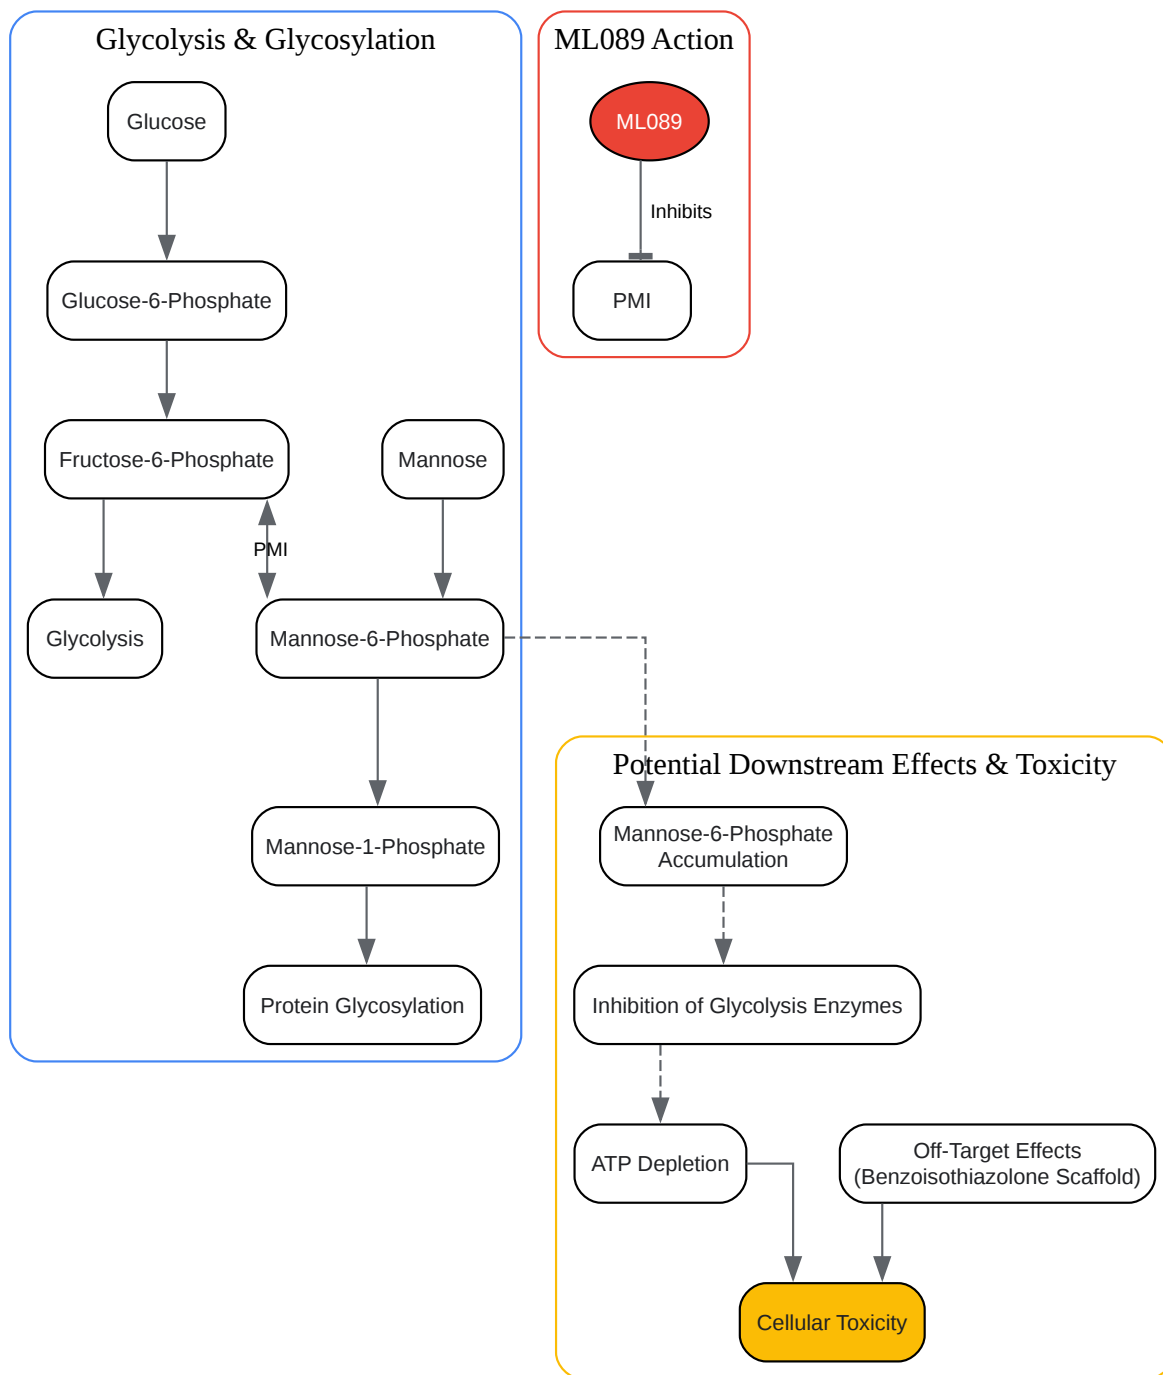 Glycolysis & Glycosylation
Glucose
Glucose-6-Phosphate
Fructose-6-Phosphate
Mannose
PMI
Glycolysis
Mannose-6-Phosphate
Mannose-1-Phosphate
Protein Glycosylation
ML089 Action
ML089
Inhibits
PMI
Potential Downstream Effects & Toxicity
Mannose-6-Phosphate
Accumulation
Inhibition of Glycolysis Enzymes
ATP Depletion
Off-Target Effects
(Benzoisothiazolone Scaffold)
Cellular Toxicity